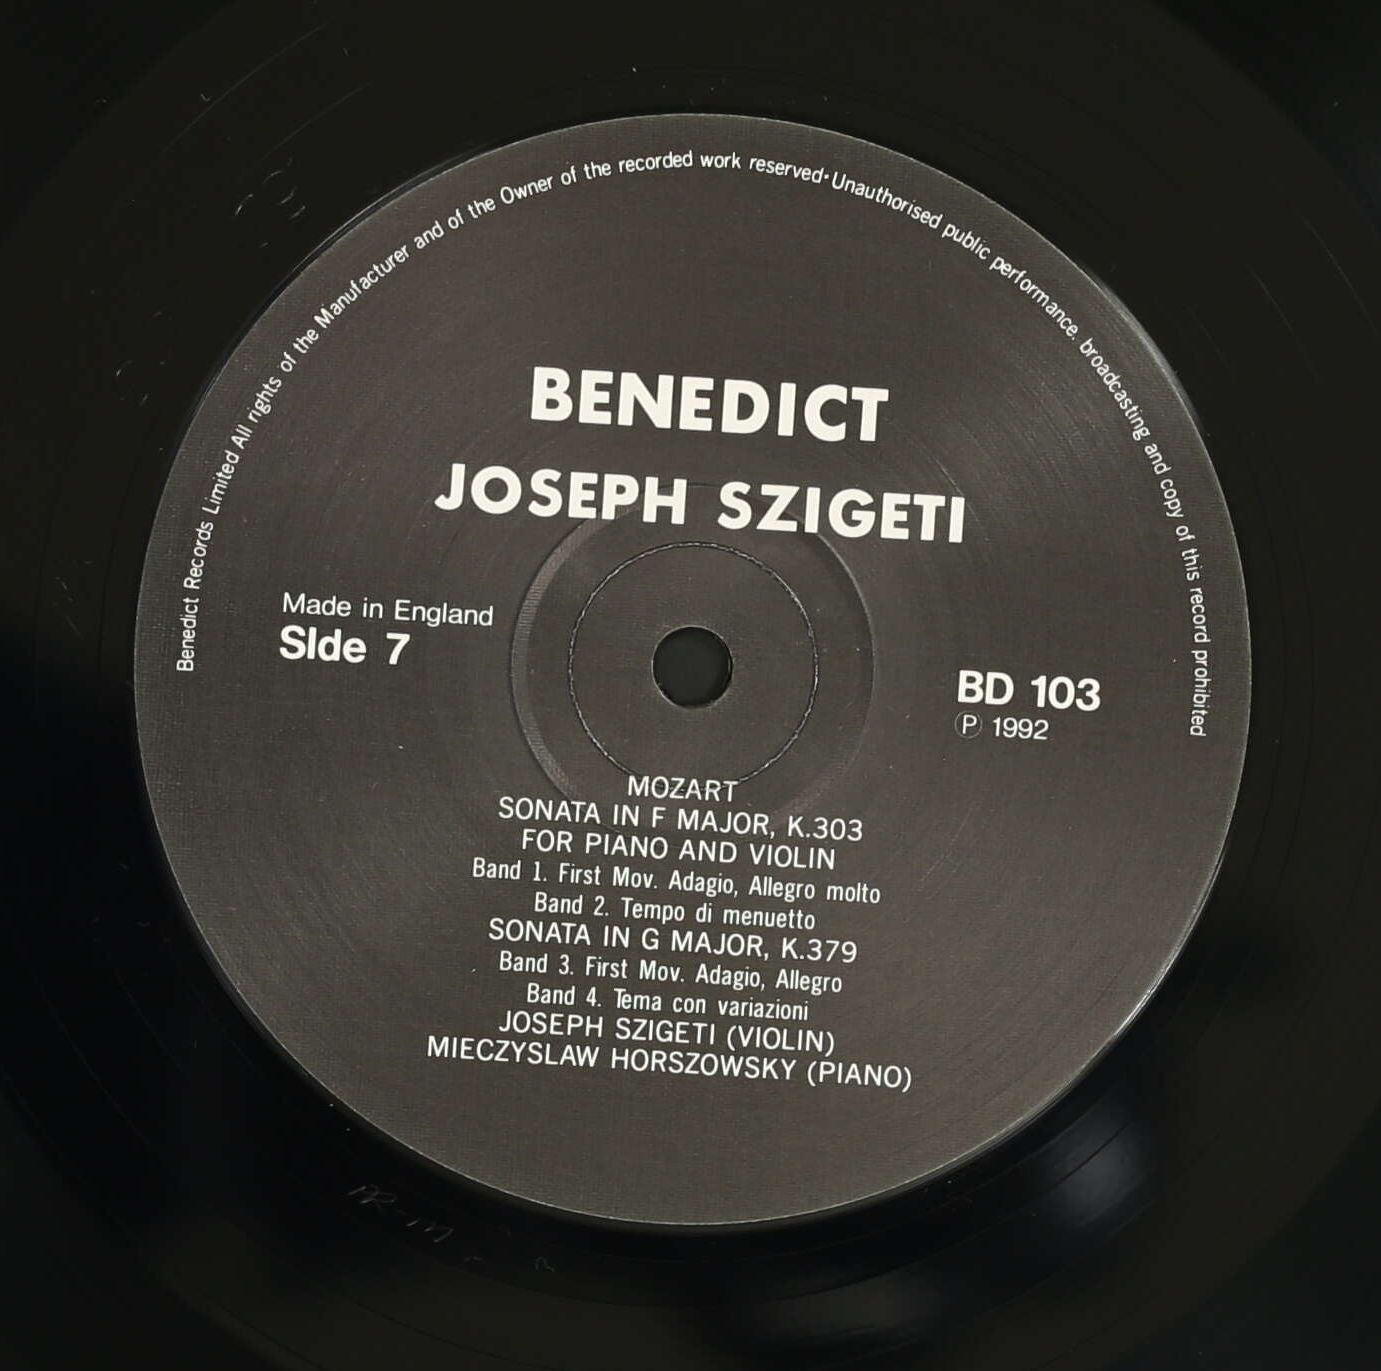 Benedict Records Limited All rights of the Manufacturer and of the Owner of the recorded work reserved·Unauthorised public performance. broadcasting and copy of this record prohibited
BENEDICT
JOSEPH SZIGETI
Made in England
SIde 7
BD 103
Ⓟ 1992
MOZART
SONATA IN F MAJOR, K.303
FOR PIANO AND VIOLIN
Band 1. First Mov. Adagio, Allegro molto
Band 2. Tempo di menuetto
SONATA IN G MAJOR, K.379
Band 3. First Mov. Adagio, Allegro
Band 4. Tema con variazioni
JOSEPH SZIGETI (VIOLIN)
MIECZYSLAW HORSZOWSKY (PIANO)